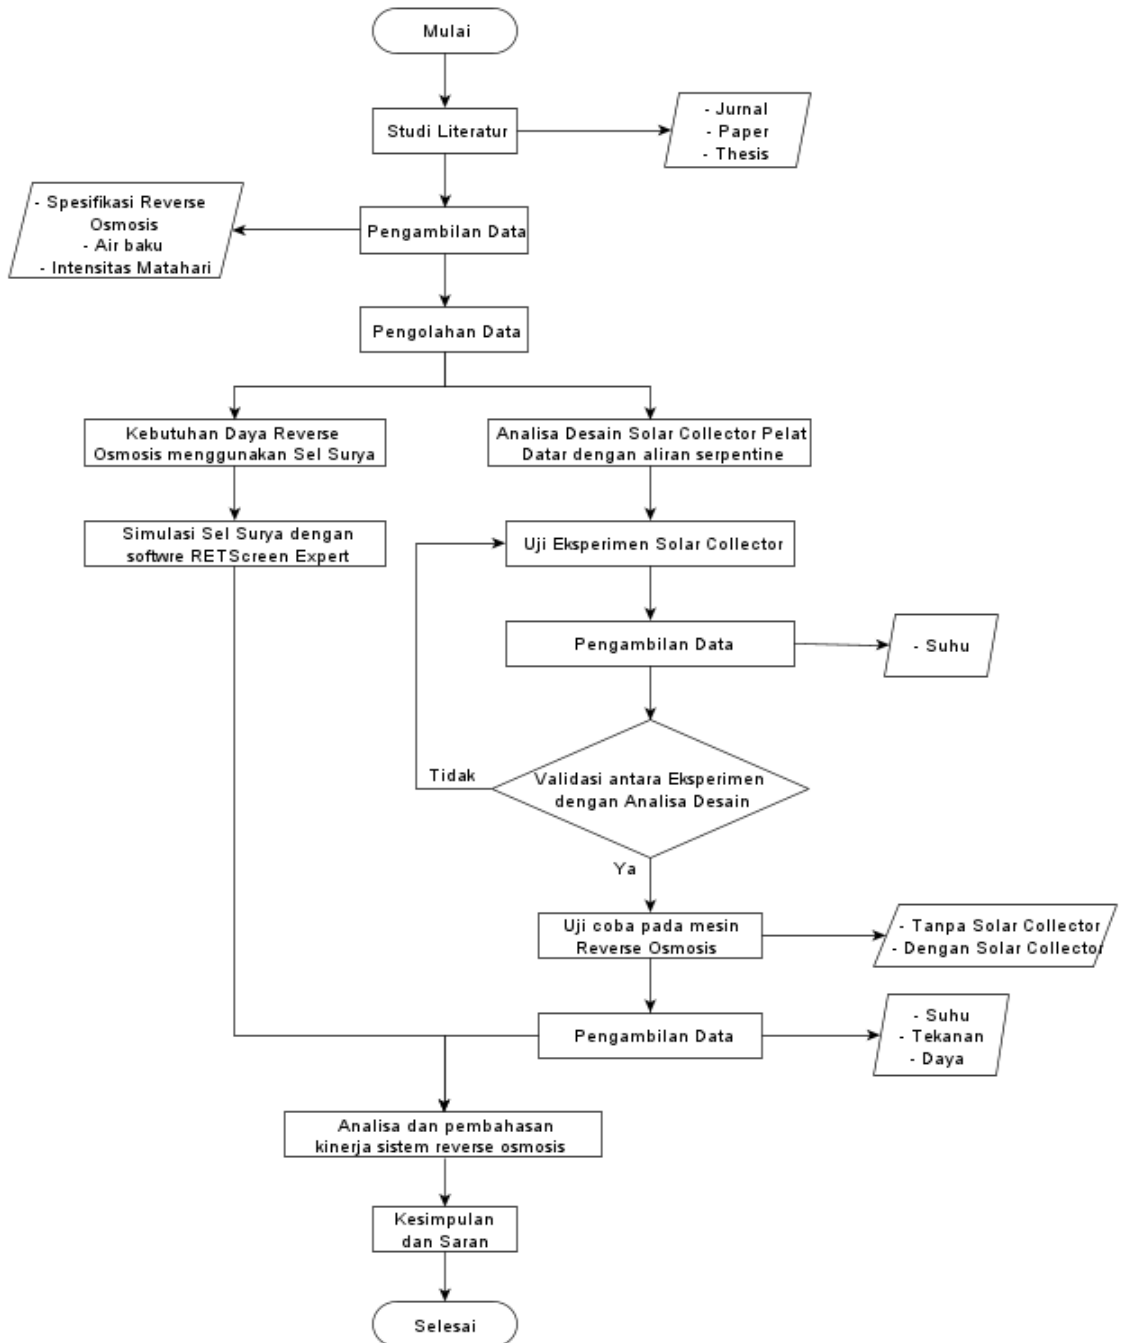 Mulai
Studi Literatur
- Jurnal
- Paper
- Thesis
- Spesifikasi Reverse
Osmosis
- Air baku
- Intensitas Matahari
Pengambilan Data
Pengolahan Data
Kebutuhan Daya Reverse
Osmosis menggunakan Sel Surya
Analisa Desain Solar Collector Pelat
Datar dengan aliran serpentine
Simulasi Sel Surya dengan
softwre RETScreen Expert
Uji Eksperimen Solar Collector
Pengambilan Data
- Suhu
Tidak
Validasi antara Eksperimen
dengan Analisa Desain
Ya
Uji coba pada mesin
Reverse Osmosis
- Tanpa Solar Collector
- Dengan Solar Collector
Pengambilan Data
- Suhu
- Tekanan
- Daya
Analisa dan pembahasan
kinerja sistem reverse osmosis
Kesimpulan
dan Saran
Selesai